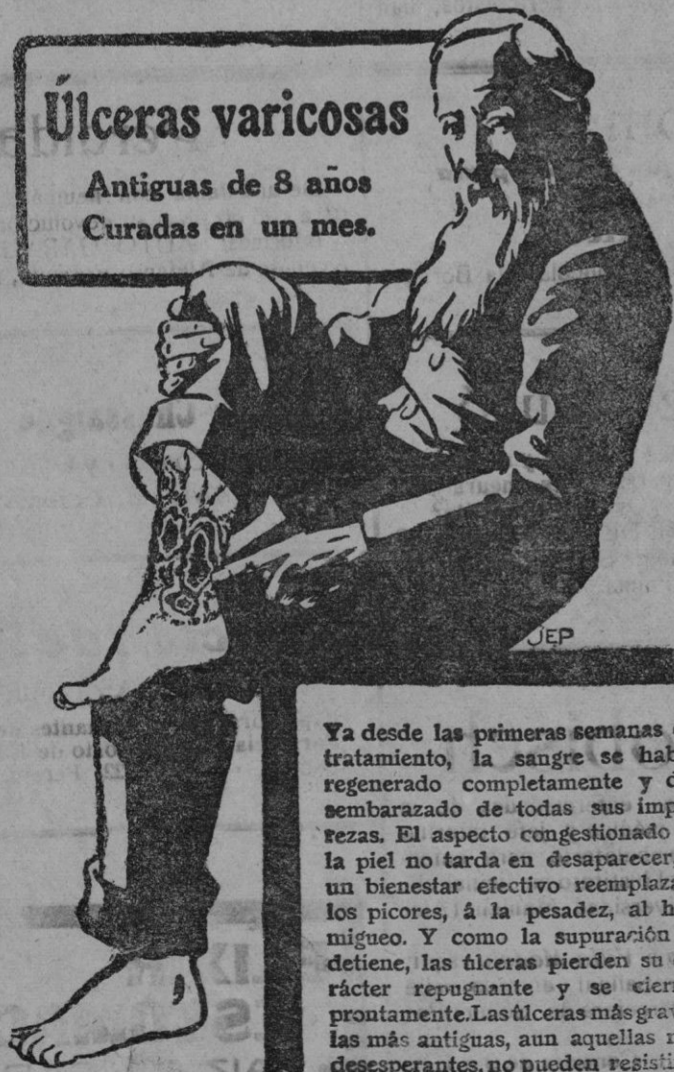 Úlceras varicosas
Antiguas de 8 años
Curadas en un mes.
JEP
Ya desde las primeras semanas
tratamiento, la sangre se hab
regenerado completamente y d
sembarazado de todas sus imp
rezas. El aspecto congestionado
la piel no tarda en desaparecer
un bienestar efectivo reemplaz
los picores, á la pesadez, al h
migueo. Y como la supuración
detiene, las úlceras pierden su
rácter repugnante y se cier
prontamente. Las úlceras más grav
las más antiguas, aun aquellas
desesperantes, no pueden resisti